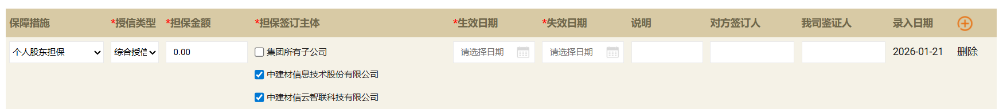 保障措施 *授信类型 *担保金额 *担保签订主体 *生效日期 *失效日期 说明 对方签订人 我司鉴证人 录入日期
个人股东担保 综合授信 0.00 集团所有子公司 请选择日期 请选择日期 2026-01-21 删除
中建材信息技术股份有限公司
中建材信云智联科技有限公司